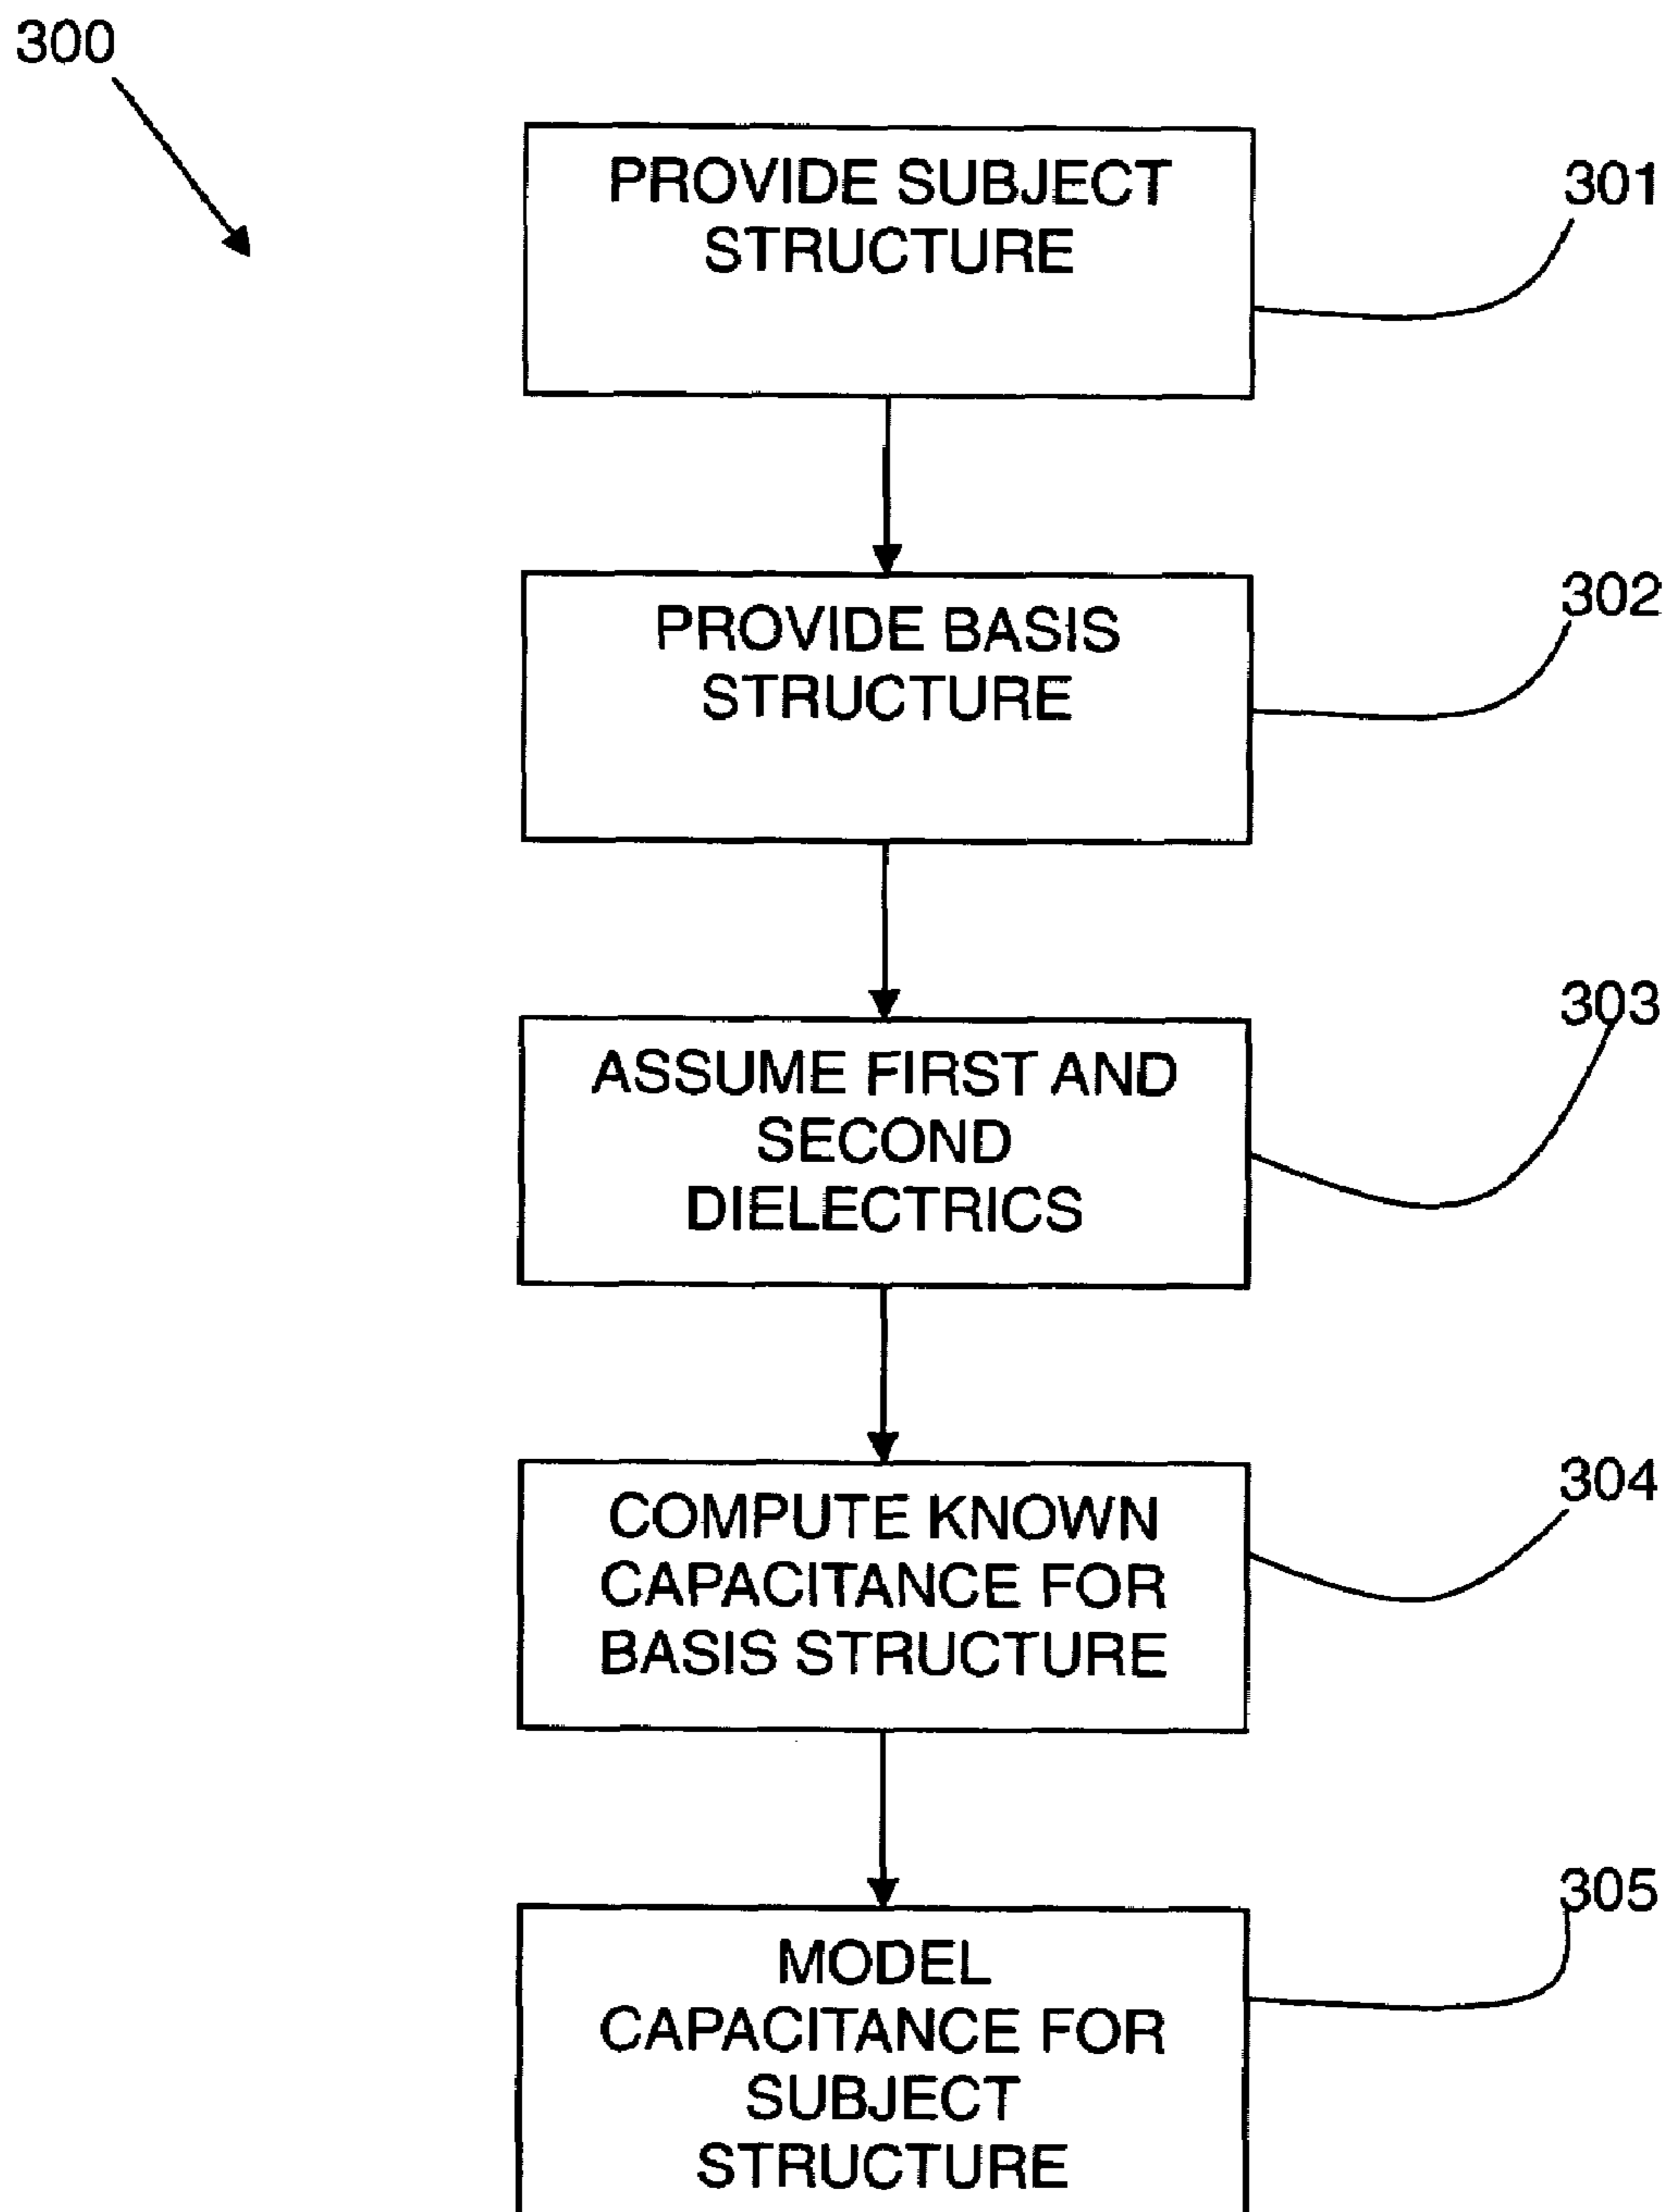 300
PROVIDE SUBJECT
STRUCTURE
301
PROVIDE BASIS
STRUCTURE
302
ASSUME FIRST AND
SECOND
DIELECTRICS
303
COMPUTE KNOWN
CAPACITANCE FOR
BASIS STRUCTURE
304
MODEL
CAPACITANCE FOR
SUBJECT
STRUCTURE
305